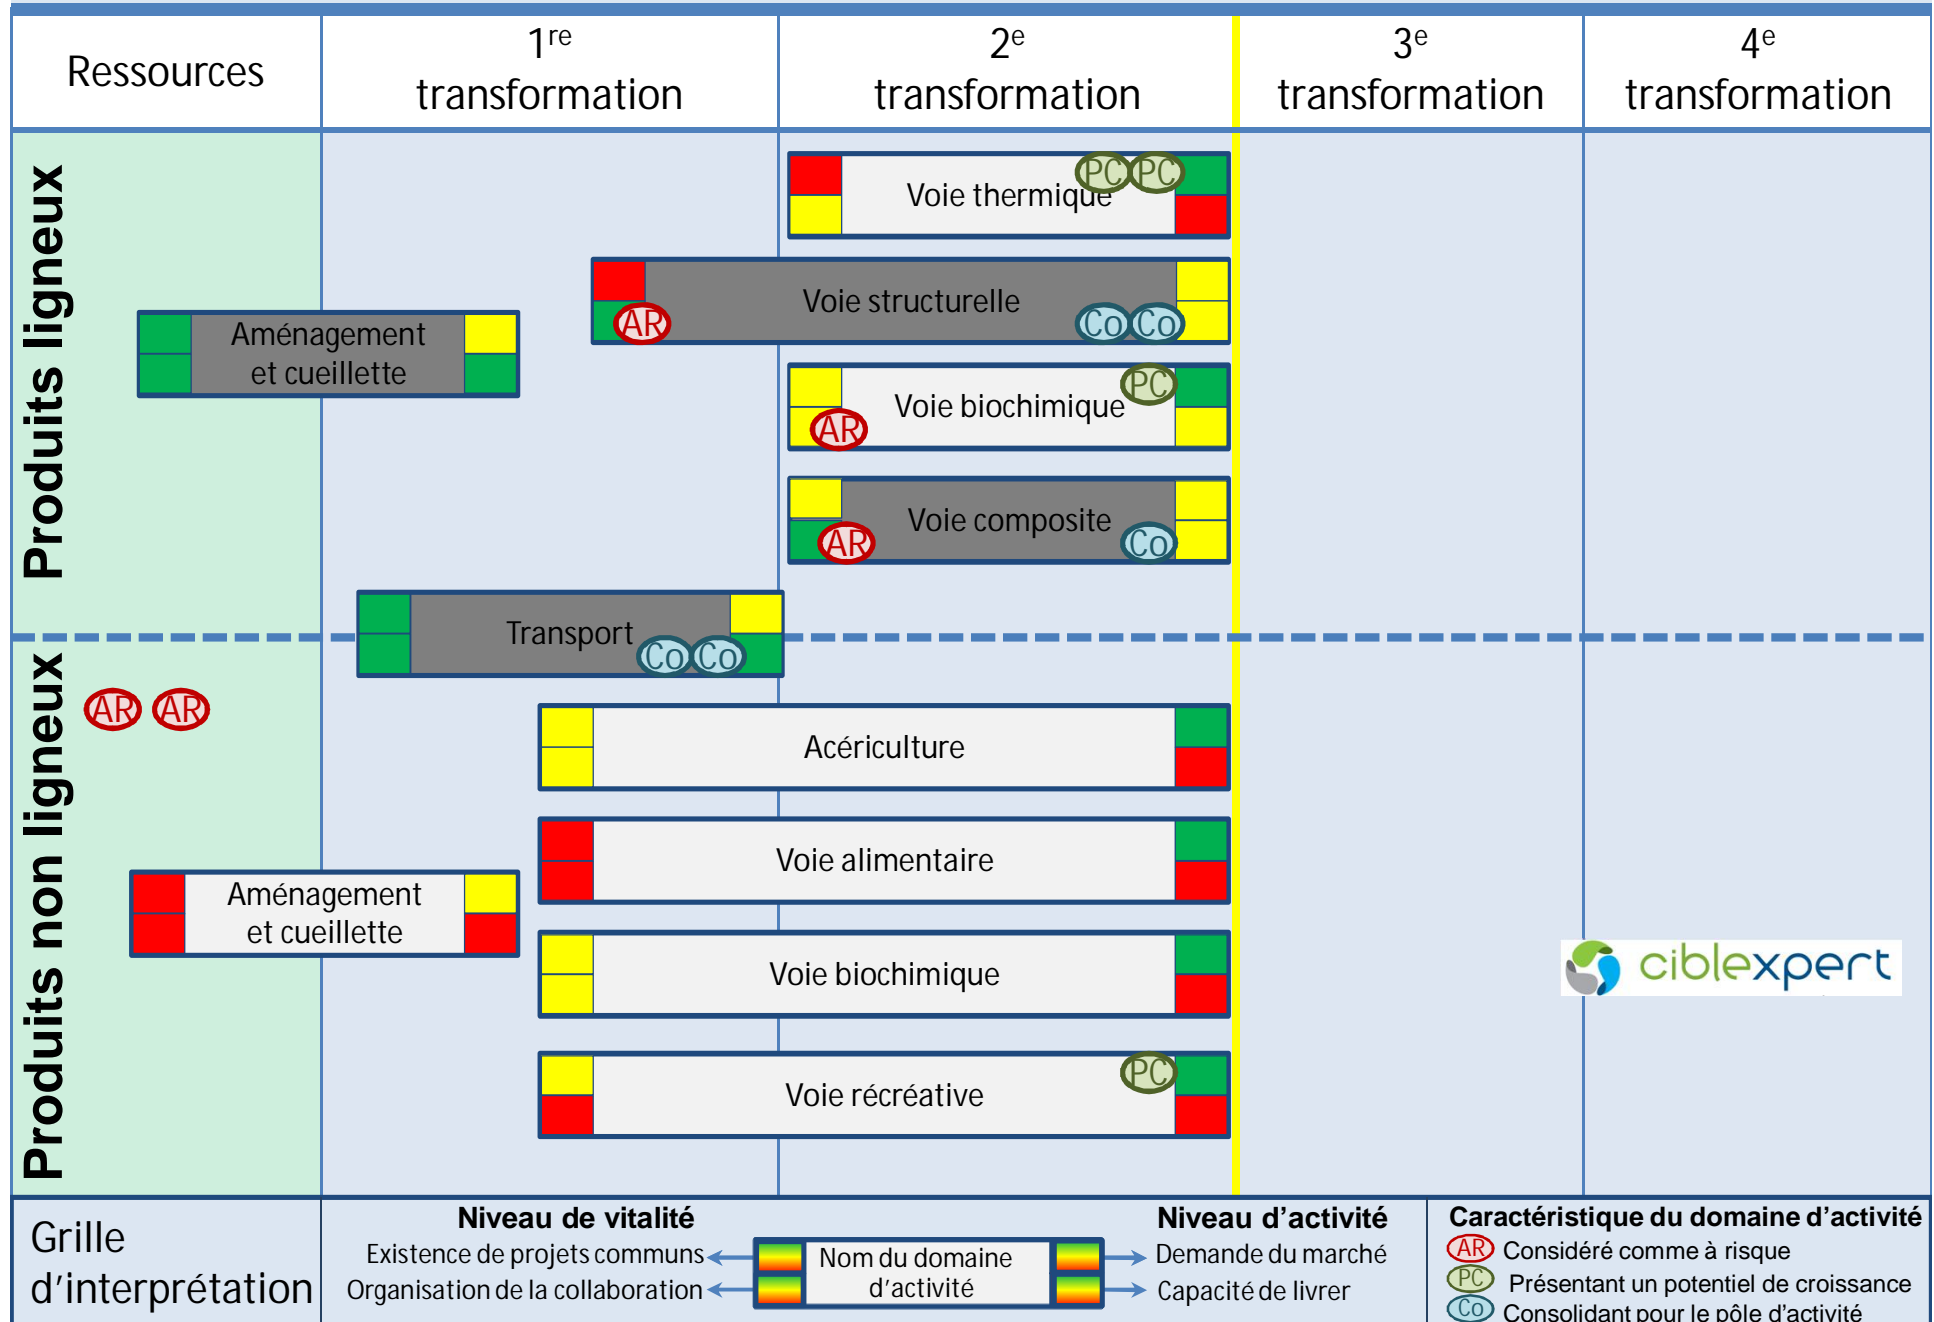 Ressources
1re
transformation
2e
transformation
3e
transformation
4e
transformation
Produits ligneux
PC PC
Voie thermique
Voie structurelle
AR
Co Co
Aménagement
et cueillette
PC
Voie biochimique
AR
Voie composite
AR
Co
Transport
Co Co
Produits non ligneux
AR AR
Acériculture
Voie alimentaire
Aménagement
et cueillette
Voie biochimique
ciblexpert
PC
Voie récréative
Grille
d'interprétation
Niveau de vitalité
Existence de projets communs
Organisation de la collaboration
Nom du domaine
d'activité
Niveau d'activité
Demande du marché
Capacité de livrer
Caractéristique du domaine d'activité
AR Considéré comme à risque
PC Présentant un potentiel de croissance
Co Consolidant pour le pôle d'activité